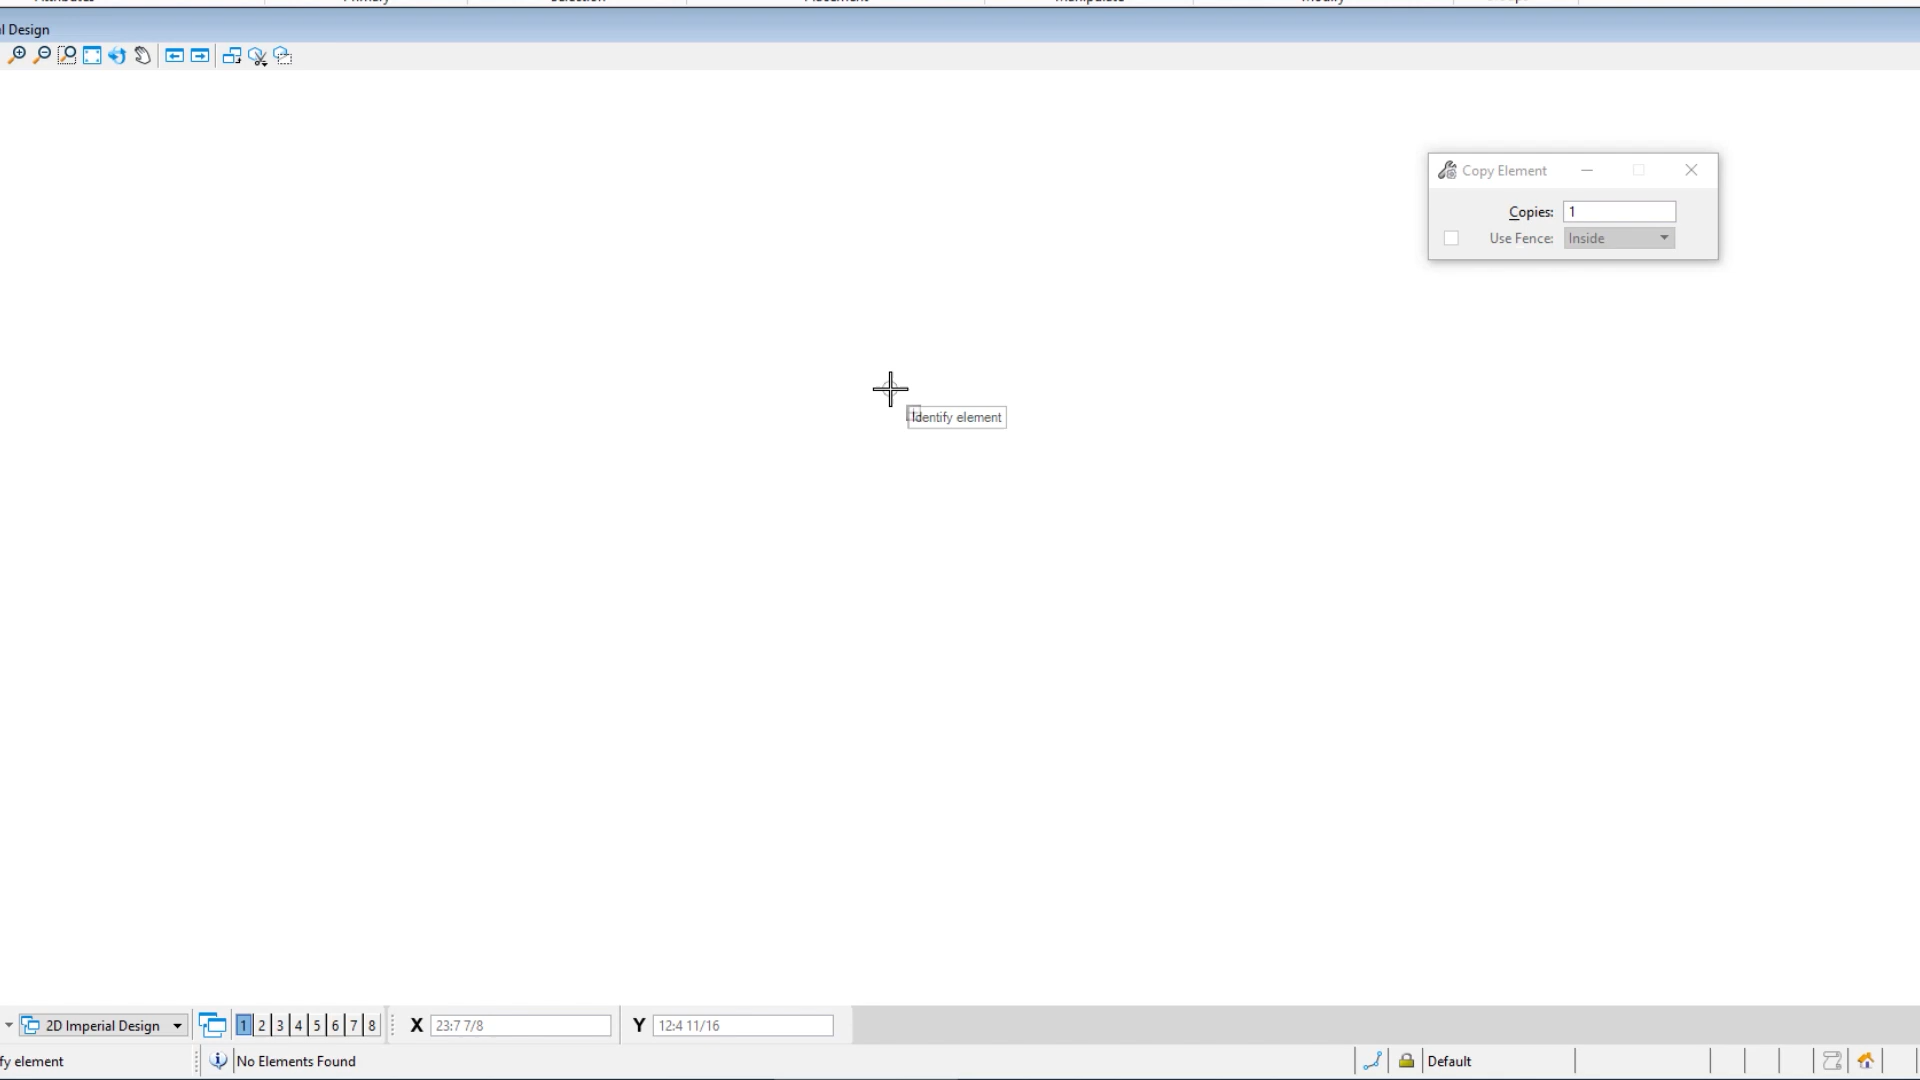 l Design
Copy Element
Copies: 1
Use Fence: Inside
Identify element
2D Imperial Design 1 2 3 4 5 6 7 8 X 23:7 7/8 Y 12:4 11/16
fy element No Elements Found Default